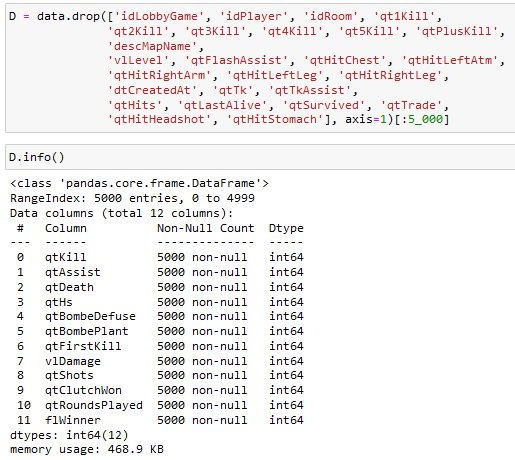 D = data.drop(['idLobbyGame', 'idPlayer', 'idRoom', 'qt1Kill',
'qt2Kill', 'qt3Kill', 'qt4Kill', 'qt5Kill', 'qtPlusKill',
'descMapName',
'vlLevel', 'qtFlashAssist', 'qtHitChest', 'qtHitLeftAtm',
'qtHitRightArm', 'qtHitLeftLeg', 'qtHitRightLeg',
'dtCreatedAt', 'qtTk', 'qtTkAssist',
'qtHits', 'qtLastAlive', 'qtSurvived', 'qtTrade',
'qtHitHeadshot', 'qtHitStomach'], axis=1)[:5_000]
D.info()
<class 'pandas.core.frame.DataFrame'>
RangeIndex: 5000 entries, 0 to 4999
Data columns (total 12 columns):
 #   Column          Non-Null Count  Dtype
---  ------          --------------  -----
 0   qtKill          5000 non-null   int64
 1   qtAssist        5000 non-null   int64
 2   qtDeath         5000 non-null   int64
 3   qtHs            5000 non-null   int64
 4   qtBombeDefuse   5000 non-null   int64
 5   qtBombePlant    5000 non-null   int64
 6   qtFirstKill     5000 non-null   int64
 7   vlDamage        5000 non-null   int64
 8   qtShots         5000 non-null   int64
 9   qtClutchWon     5000 non-null   int64
 10  qtRoundsPlayed  5000 non-null   int64
 11  flWinner        5000 non-null   int64
dtypes: int64(12)
memory usage: 468.9 KB